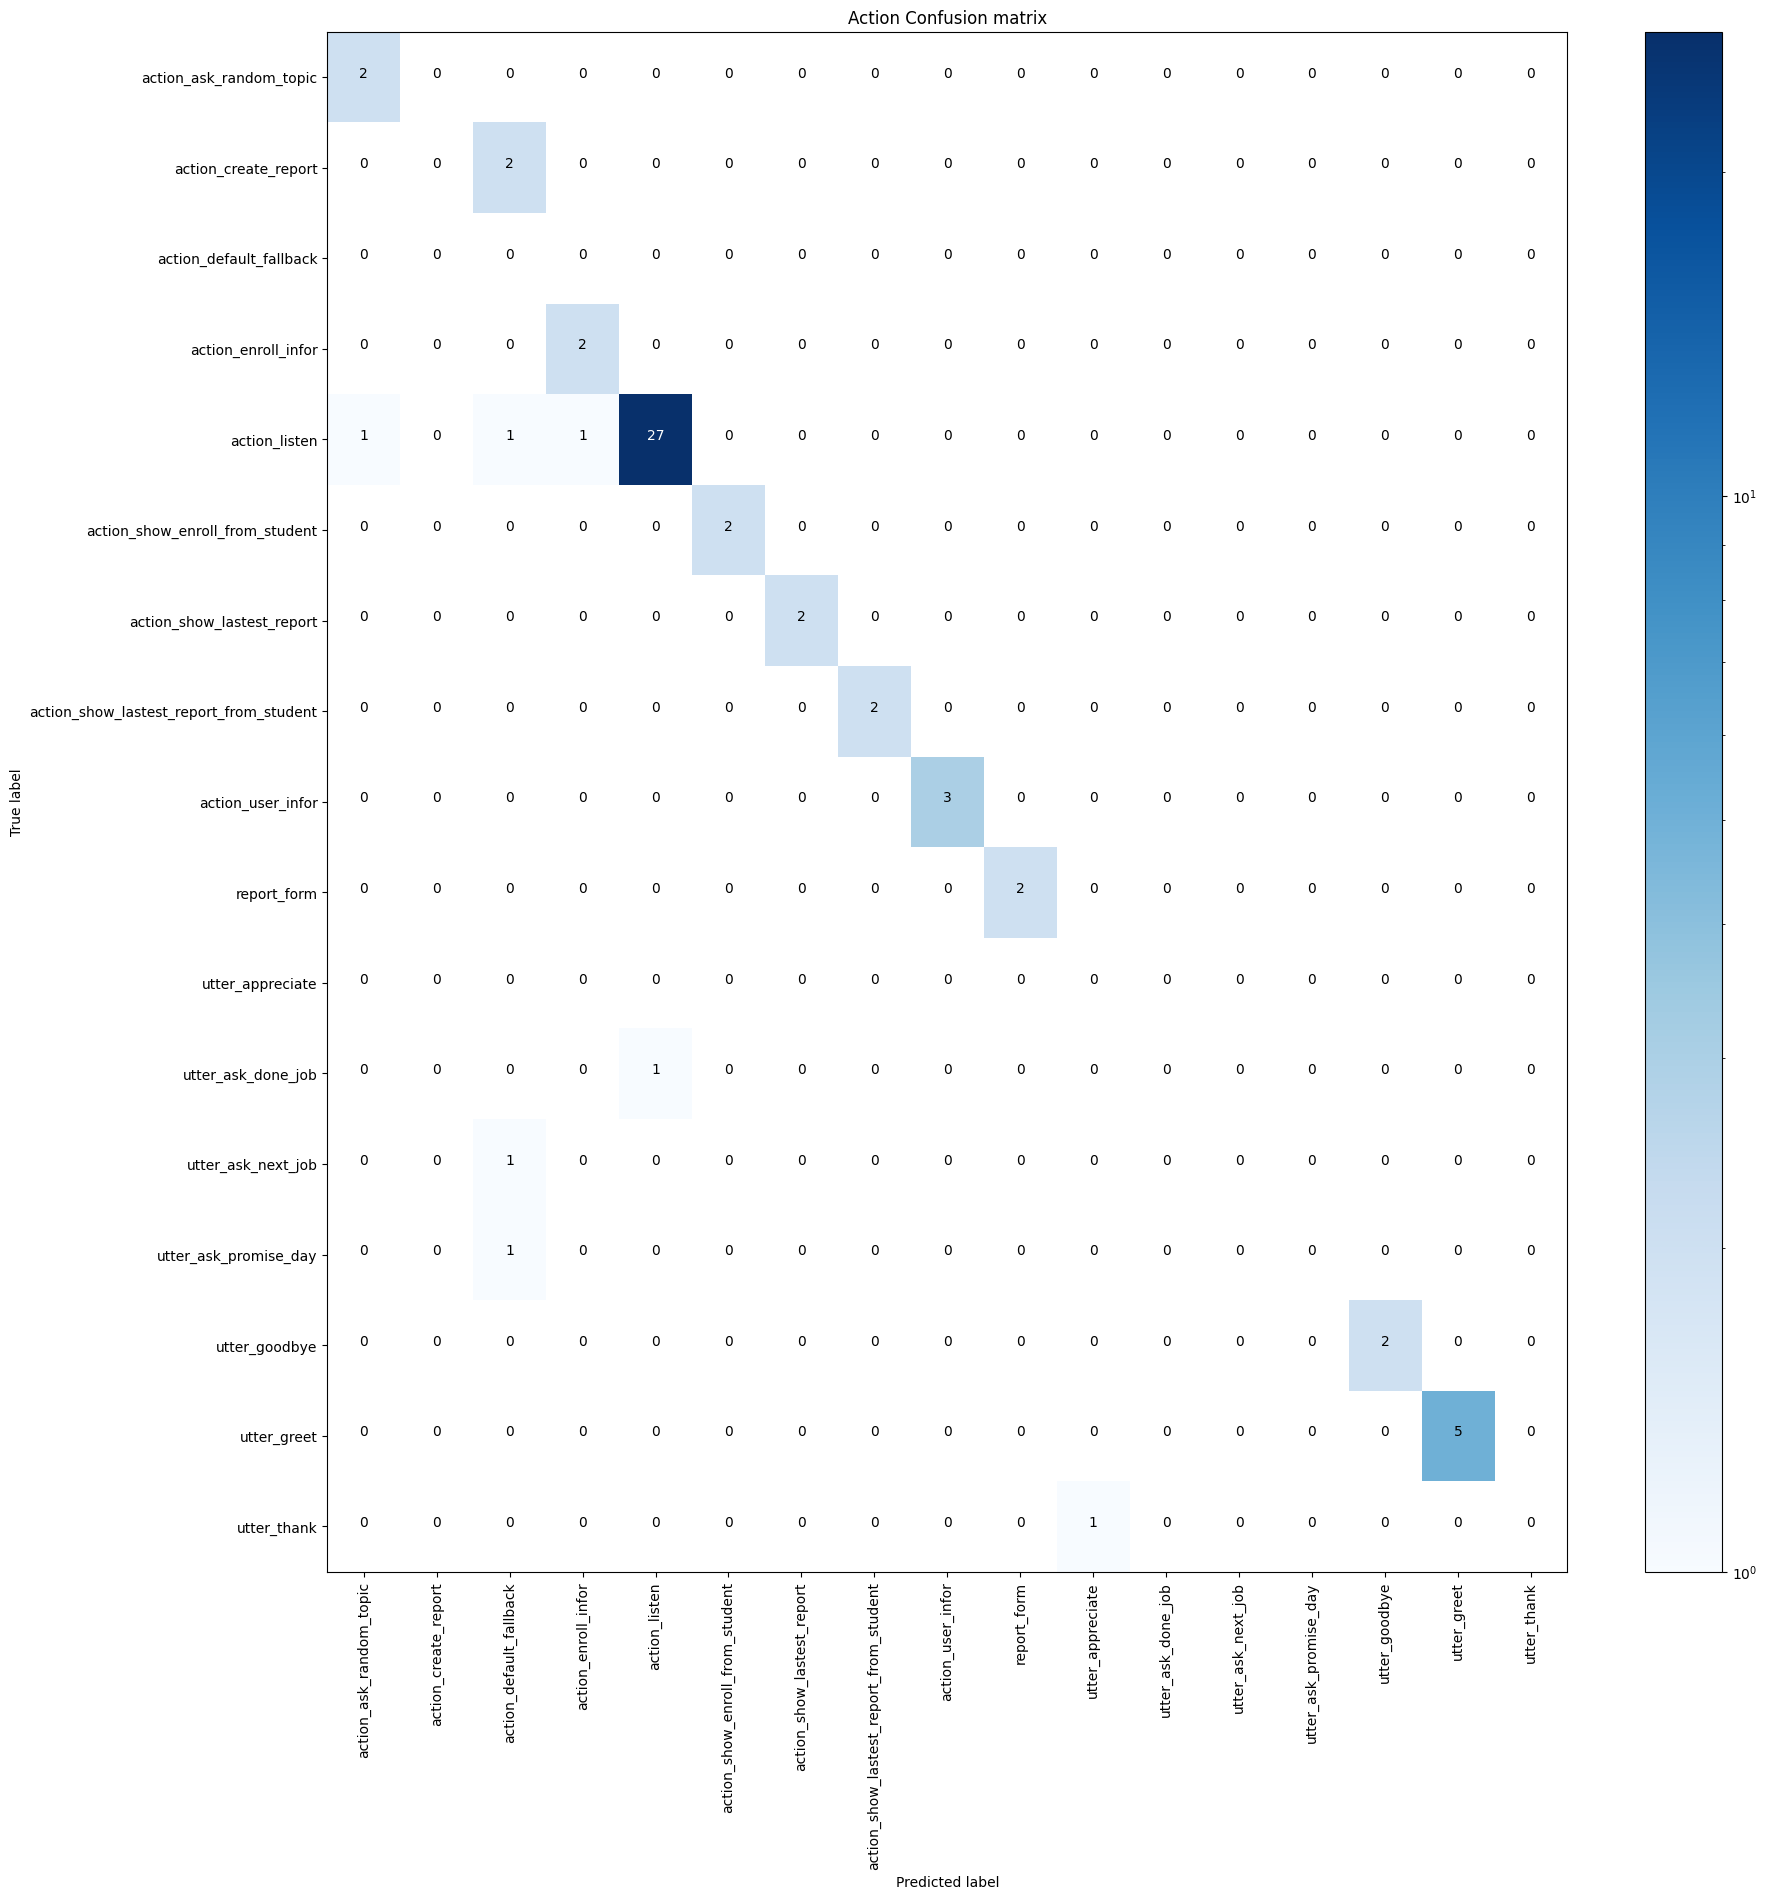 Action Confusion matrix
action_ask_random_topic 2 0 0 0 0 0 0 0 0 0 0 0 0 0 0 0 0
action_create_report 0 0 2 0 0 0 0 0 0 0 0 0 0 0 0 0 0
action_default_fallback 0 0 0 0 0 0 0 0 0 0 0 0 0 0 0 0 0
action_enroll_infor 0 0 0 2 0 0 0 0 0 0 0 0 0 0 0 0 0
action_listen 1 0 1 1 27 0 0 0 0 0 0 0 0 0 0 0 0
action_show_enroll_from_student 0 0 0 0 0 2 0 0 0 0 0 0 0 0 0 0 0
action_show_lastest_report 0 0 0 0 0 0 2 0 0 0 0 0 0 0 0 0 0
action_show_lastest_report_from_student 0 0 0 0 0 0 0 2 0 0 0 0 0 0 0 0 0
action_user_infor 0 0 0 0 0 0 0 0 3 0 0 0 0 0 0 0 0
report_form 0 0 0 0 0 0 0 0 0 2 0 0 0 0 0 0 0
utter_appreciate 0 0 0 0 0 0 0 0 0 0 0 0 0 0 0 0 0
utter_ask_done_job 0 0 0 0 1 0 0 0 0 0 0 0 0 0 0 0 0
utter_ask_next_job 0 0 1 0 0 0 0 0 0 0 0 0 0 0 0 0 0
utter_ask_promise_day 0 0 1 0 0 0 0 0 0 0 0 0 0 0 0 0 0
utter_goodbye 0 0 0 0 0 0 0 0 0 0 0 0 0 0 2 0 0
utter_greet 0 0 0 0 0 0 0 0 0 0 0 0 0 0 0 5 0
utter_thank 0 0 0 0 0 0 0 0 0 0 1 0 0 0 0 0 0
True label
action_ask_random_topic
action_create_report
action_default_fallback
action_enroll_infor
action_listen
action_show_enroll_from_student
action_show_lastest_report
action_show_lastest_report_from_student
action_user_infor
report_form
utter_appreciate
utter_ask_done_job
utter_ask_next_job
utter_ask_promise_day
utter_goodbye
utter_greet
utter_thank
Predicted label
10¹
10⁰